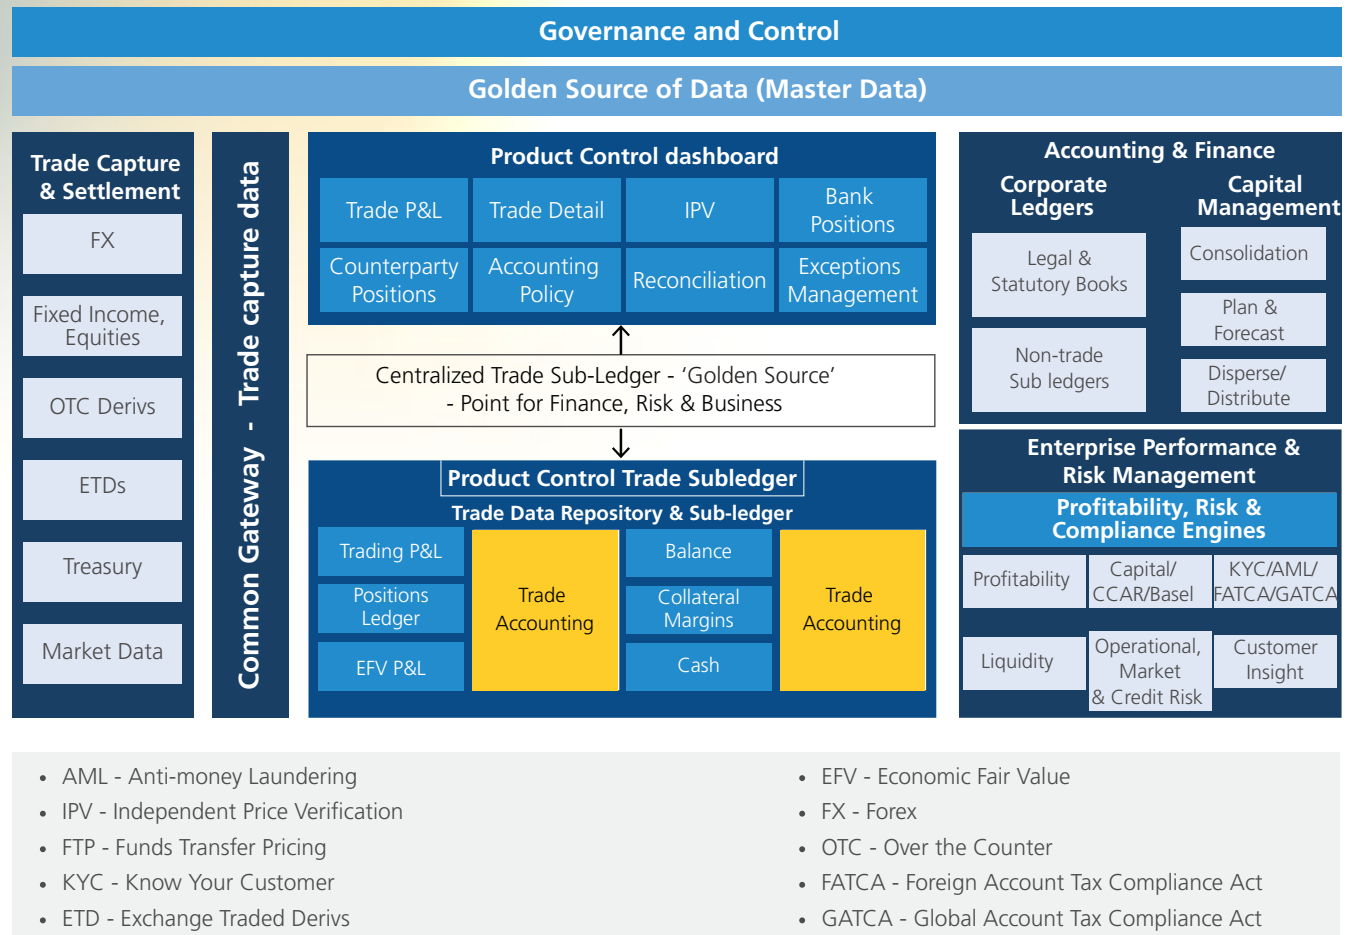 Governance and Control
Golden Source of Data (Master Data)
Trade Capture
& Settlement
FX
Fixed Income,
Equities
OTC Derivs
ETDs
Treasury
Market Data
Common Gateway - Trade capture data
Product Control dashboard
Trade P&L
Trade Detail
IPV
Bank
Positions
Counterparty
Positions
Accounting
Policy
Reconciliation
Exceptions
Management
Centralized Trade Sub-Ledger - ‘Golden Source’
- Point for Finance, Risk & Business
Product Control Trade Subledger
Trade Data Repository & Sub-ledger
Trading P&L
Positions
Ledger
EFV P&L
Trade
Accounting
Balance
Collateral
Margins
Cash
Trade
Accounting
Accounting & Finance
Corporate
Ledgers
Legal &
Statutory Books
Non-trade
Sub ledgers
Capital
Management
Consolidation
Plan &
Forecast
Disperse/
Distribute
Enterprise Performance &
Risk Management
Profitability, Risk &
Compliance Engines
Profitability
Capital/
CCAR/Basel
KYC/AML/
FATCA/GATCA
Liquidity
Operational,
Market
& Credit Risk
Customer
Insight
• AML - Anti-money Laundering
• IPV - Independent Price Verification
• FTP - Funds Transfer Pricing
• KYC - Know Your Customer
• ETD - Exchange Traded Derivs
• EFV - Economic Fair Value
• FX - Forex
• OTC - Over the Counter
• FATCA - Foreign Account Tax Compliance Act
• GATCA - Global Account Tax Compliance Act